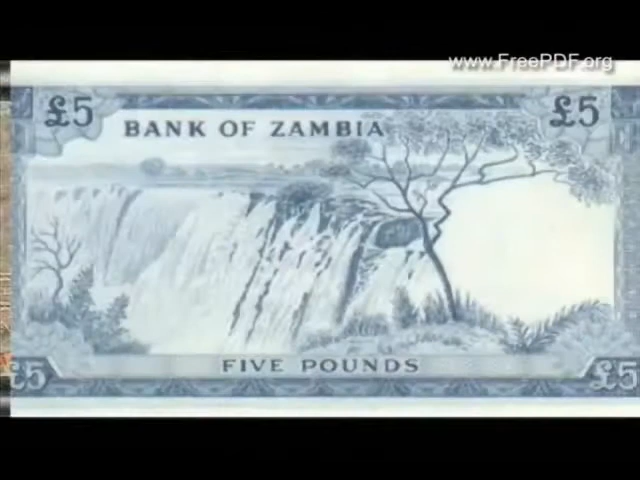 www.FreePDF.org
£5 £5
BANK OF ZAMBIA
FIVE POUNDS
£5 £5